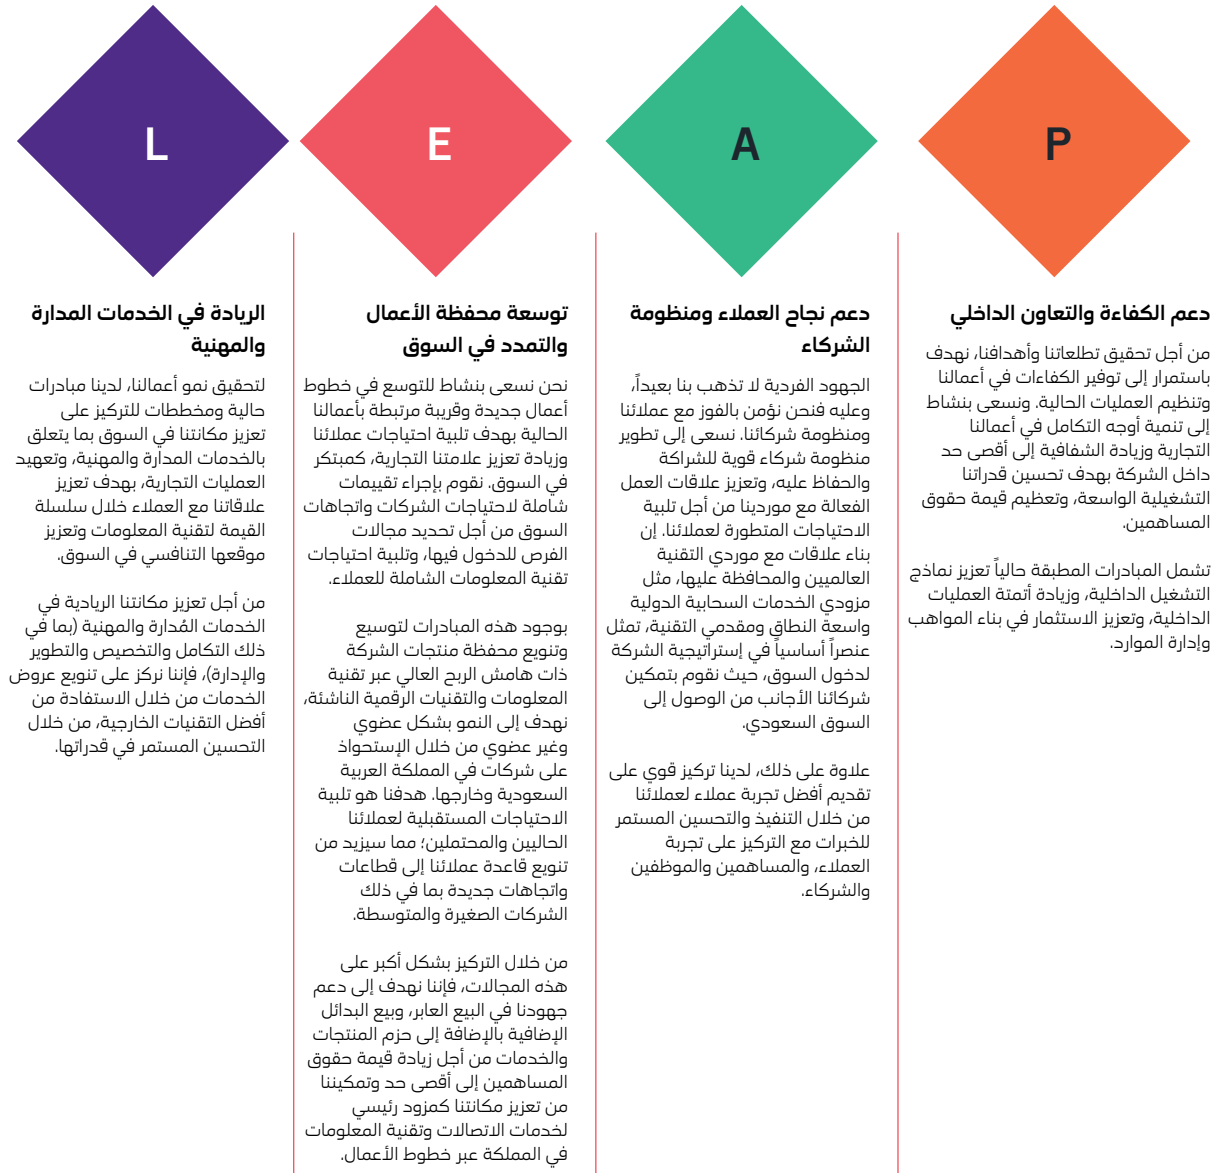 L
الريادة في الخدمات المدارة
والمهنية
لتحقيق نمو أعمالنا، لدينا مبادرات
حالية ومخططات للتركيز على
تعزيز مكانتنا في السوق بما يتعلق
بالخدمات المدارة والمهنية، وتعهيد
العمليات التجارية، بهدف تعزيز
علاقاتنا مع العملاء خلال سلسلة
القيمة لتقنية المعلومات وتعزيز
موقعها التنافسي في السوق.
من أجل تعزيز مكانتنا الريادية في
الخدمات المُدارة والمهنية (بما في
ذلك التكامل والتخصيص والتطوير
والإدارة)، فإننا نركز على تنويع عروض
الخدمات من خلال الاستفادة من
أفضل التقنيات الخارجية، من خلال
التحسين المستمر في قدراتها.
E
توسعة محفظة الأعمال
والتمدد في السوق
نحن نسعى بنشاط للتوسع في خطوط
أعمال جديدة وقريبة مرتبطة بأعمالنا
الحالية بهدف تلبية احتياجات عملائنا
وزيادة تعزيز علامتنا التجارية، كمبتكر
في السوق. نقوم بإجراء تقييمات
شاملة لاحتياجات الشركات واتجاهات
السوق من أجل تحديد مجالات
الفرص للدخول فيها، وتلبية احتياجات
تقنية المعلومات الشاملة للعملاء.
بوجود هذه المبادرات لتوسيع
وتنويع محفظة منتجات الشركة
ذات هامش الربح العالي عبر تقنية
المعلومات والتقنيات الرقمية الناشئة،
نهدف إلى النمو بشكل عضوي
وغير عضوي من خلال الإستحواذ
على شركات في المملكة العربية
السعودية وخارجها. هدفنا هو تلبية
الاحتياجات المستقبلية لعملائنا
الحاليين والمحتملين؛ مما سيزيد من
تنويع قاعدة عملائنا إلى قطاعات
واتجاهات جديدة بما في ذلك
الشركات الصغيرة والمتوسطة.
من خلال التركيز بشكل أكبر على
هذه المجالات، فإننا نهدف إلى دعم
جهودنا في البيع العابر، وبيع البدائل
الإضافية بالإضافة إلى حزم المنتجات
والخدمات من أجل زيادة قيمة حقوق
المساهمين إلى أقصى حد وتمكيننا
من تعزيز مكانتنا كمزود رئيسي
لخدمات الاتصالات وتقنية المعلومات
في المملكة عبر خطوط الأعمال.
A
دعم نجاح العملاء ومنظومة
الشركاء
الجهود الفردية لا تذهب بنا بعيداً،
وعليه فنحن نؤمن بالفوز مع عملائنا
ومنظومة شركائنا. نسعى إلى تطوير
منظومة شركاء قوية للشراكة
والحفاظ عليه، وتعزيز علاقات العمل
الفعالة مع موردينا من أجل تلبية
الاحتياجات المتطورة لعملائنا. إن
بناء علاقات مع موردي التقنية
العالميين والمحافظة عليها، مثل
مزودي الخدمات السحابية الدولية
واسعة النطاق ومقدمي التقنية، تمثل
عنصراً أساسياً في إستراتيجية الشركة
لدخول السوق، حيث نقوم بتمكين
شركائنا الأجانب من الوصول إلى
السوق السعودي.
علاوة على ذلك، لدينا تركيز قوي على
تقديم أفضل تجربة عملاء لعملائنا
من خلال التنفيذ والتحسين المستمر
للخبرات مع التركيز على تجربة
العملاء، والمساهمين والموظفين
والشركاء.
P
دعم الكفاءة والتعاون الداخلي
من أجل تحقيق تطلعاتنا وأهدافنا، نهدف
باستمرار إلى توفير الكفاءات في أعمالنا
وتنظيم العمليات الحالية. ونسعى بنشاط
إلى تنمية أوجه التكامل في أعمالنا
التجارية وزيادة الشفافية إلى أقصى حد
داخل الشركة بهدف تحسين قدراتنا
التشغيلية الواسعة، وتعظيم قيمة حقوق
المساهمين.
تشمل المبادرات المطبقة حالياً تعزيز نماذج
التشغيل الداخلية، وزيادة أتمتة العمليات
الداخلية، وتعزيز الاستثمار في بناء المواهب
وإدارة الموارد.